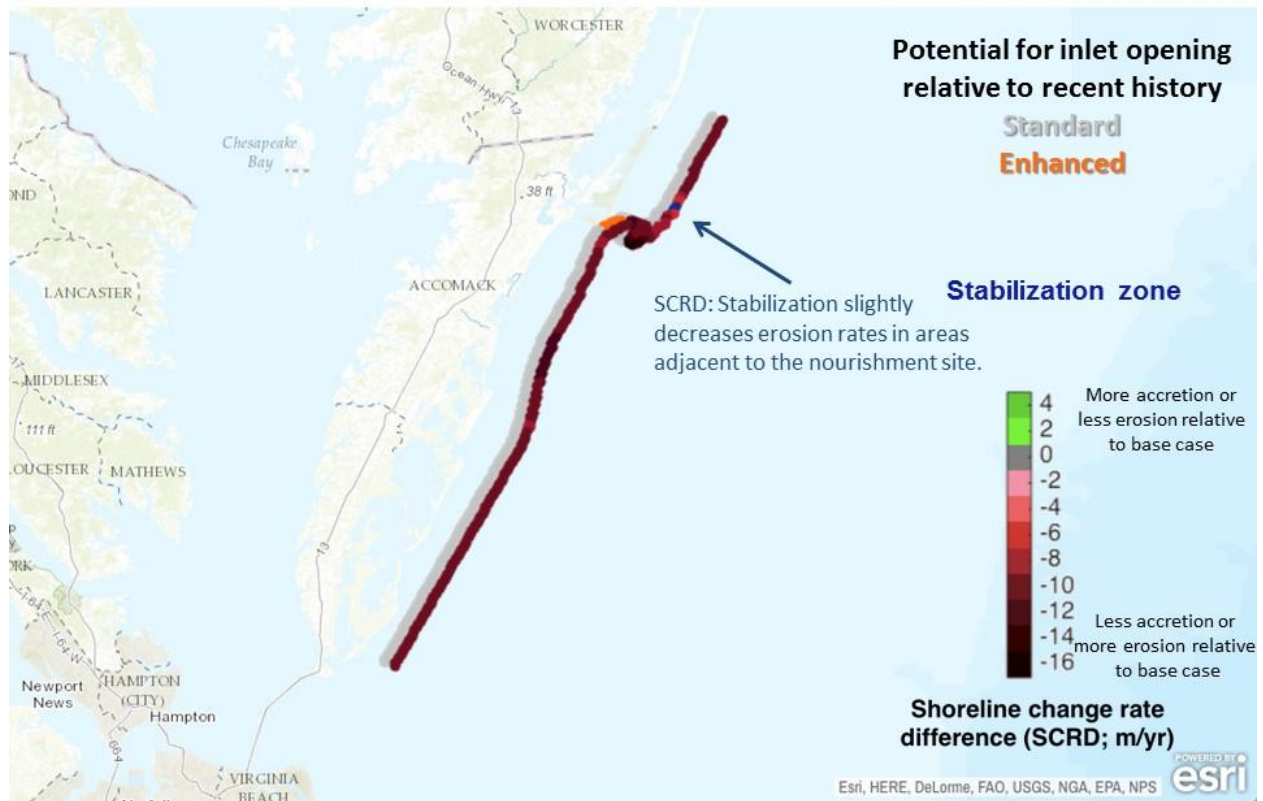 WORCESTER
Ocean Hwy
13
Chesapeake
Bay
38 ft
ACCOMACK
LANCASTER
MIDDLESEX
111 ft
MATHEWS
13
I-64 E
I-64 W
HAMPTON
(CITY)
Newport
News
Hampton
664
VIRGINIA
BEACH
Potential for inlet opening
relative to recent history
Standard
Enhanced
SCRD: Stabilization slightly
decreases erosion rates in areas
adjacent to the nourishment site.
Stabilization zone
4
2
0
-2
-4
-6
-8
-10
-12
-14
-16
More accretion or
less erosion relative
to base case
Less accretion or
more erosion relative
to base case
Shoreline change rate
difference (SCRD; m/yr)
POWERED BY
esri
Esri, HERE, DeLorme, FAO, USGS, NGA, EPA, NPS